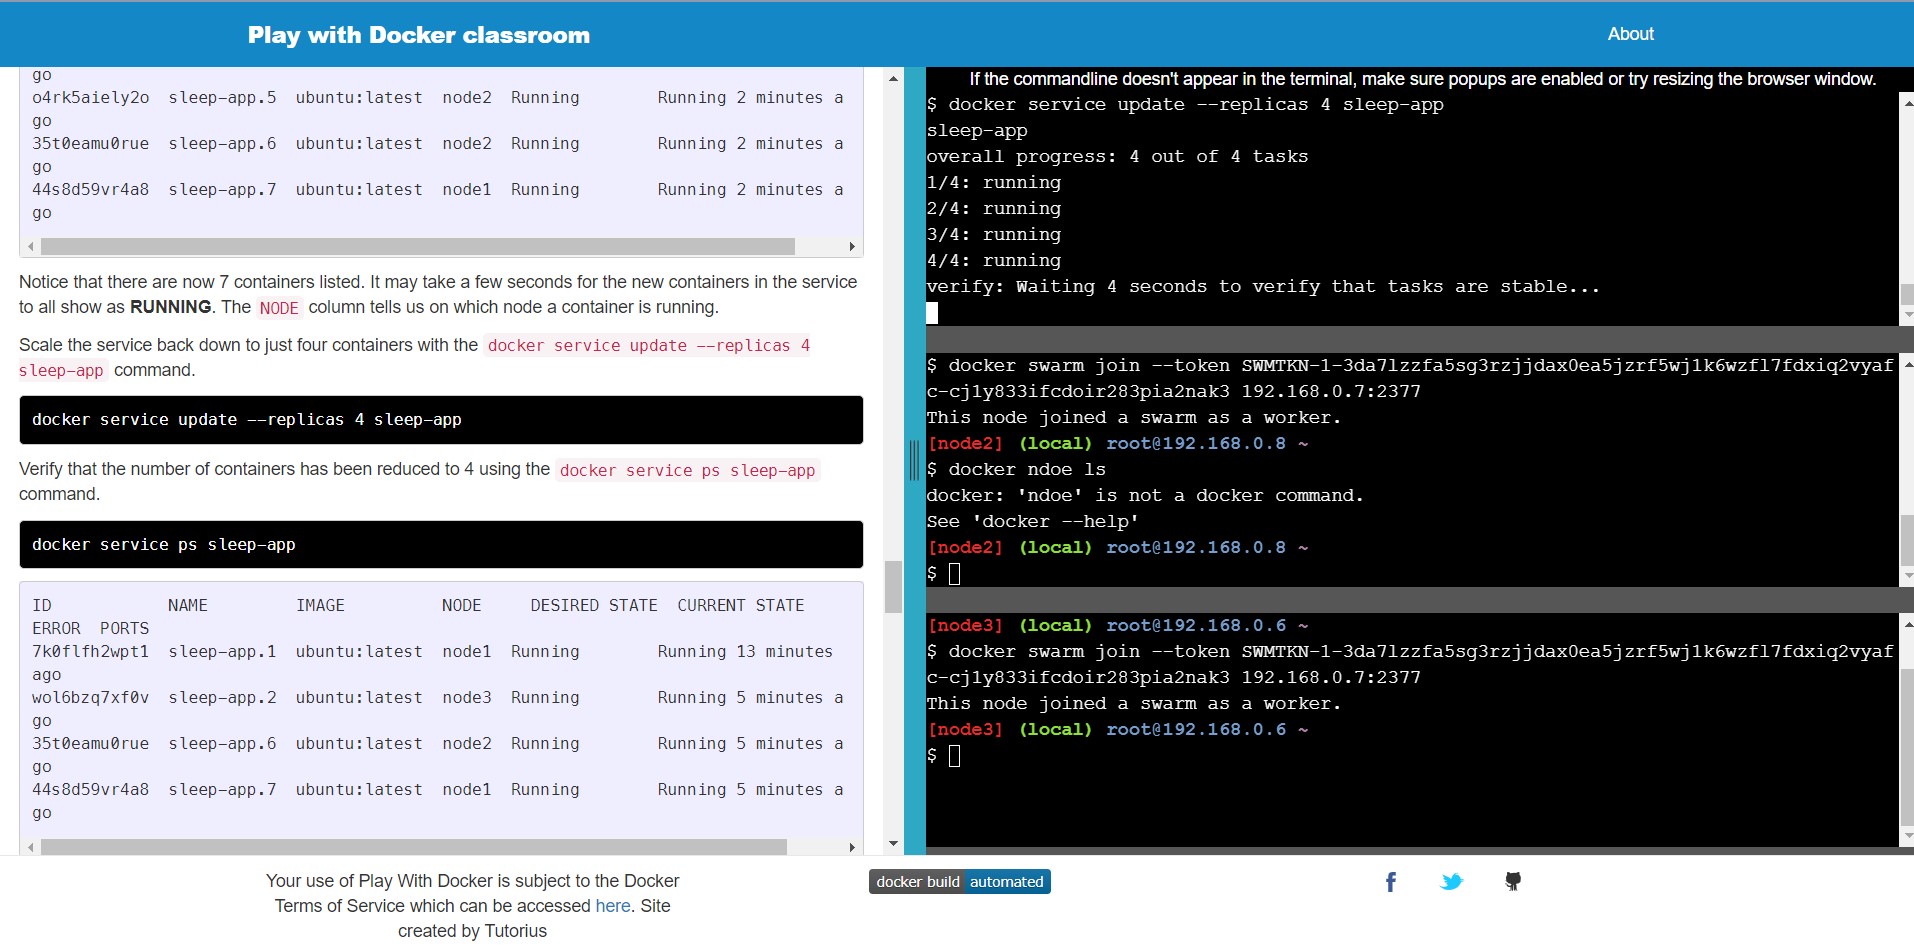 Play with Docker classroom
About
go
o4rk5aiely2o  sleep-app.5  ubuntu:latest  node2  Running        Running 2 minutes a
go
35t0eamu0rue  sleep-app.6  ubuntu:latest  node2  Running        Running 2 minutes a
go
44s8d59vr4a8  sleep-app.7  ubuntu:latest  node1  Running        Running 2 minutes a
go
Notice that there are now 7 containers listed. It may take a few seconds for the new containers in the service
to all show as RUNNING. The NODE column tells us on which node a container is running.
Scale the service back down to just four containers with the docker service update --replicas 4
sleep-app command.
docker service update --replicas 4 sleep-app
Verify that the number of containers has been reduced to 4 using the docker service ps sleep-app
command.
docker service ps sleep-app
ID            NAME         IMAGE          NODE     DESIRED STATE  CURRENT STATE
ERROR  PORTS
7k0flfh2wpt1  sleep-app.1  ubuntu:latest  node1  Running        Running 13 minutes
ago
wol6bzq7xf0v  sleep-app.2  ubuntu:latest  node3  Running        Running 5 minutes a
go
35t0eamu0rue  sleep-app.6  ubuntu:latest  node2  Running        Running 5 minutes a
go
44s8d59vr4a8  sleep-app.7  ubuntu:latest  node1  Running        Running 5 minutes a
go
If the commandline doesn't appear in the terminal, make sure popups are enabled or try resizing the browser window.
$ docker service update --replicas 4 sleep-app
sleep-app
overall progress: 4 out of 4 tasks
1/4: running
2/4: running
3/4: running
4/4: running
verify: Waiting 4 seconds to verify that tasks are stable...
$ docker swarm join --token SWMTKN-1-3da7lzzfa5sg3rzjjdax0ea5jzrf5wj1k6wzfl7fdxiq2vyaf
c-cj1y833ifcdoir283pia2nak3 192.168.0.7:2377
This node joined a swarm as a worker.
[node2] (local) root@192.168.0.8 ~
$ docker ndoe ls
docker: 'ndoe' is not a docker command.
See 'docker --help'
[node2] (local) root@192.168.0.8 ~
$
[node3] (local) root@192.168.0.6 ~
$ docker swarm join --token SWMTKN-1-3da7lzzfa5sg3rzjjdax0ea5jzrf5wj1k6wzfl7fdxiq2vyaf
c-cj1y833ifcdoir283pia2nak3 192.168.0.7:2377
This node joined a swarm as a worker.
[node3] (local) root@192.168.0.6 ~
$
Your use of Play With Docker is subject to the Docker
Terms of Service which can be accessed here. Site
created by Tutorius
docker build automated